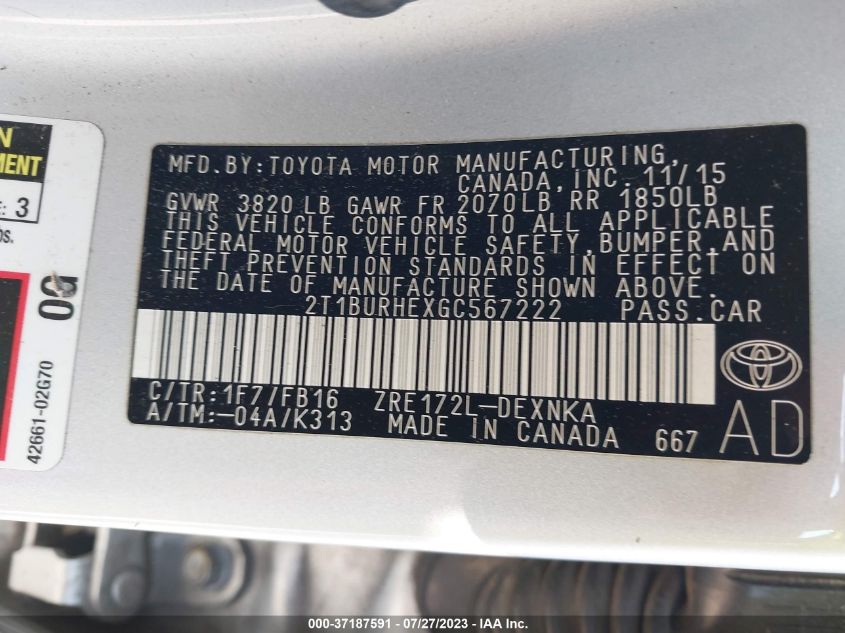 MFD.BY:TOYOTA MOTOR MANUFACTURING,
CANADA,INC. 11/15
GVWR 3820LB GAWR FR 2070LB RR 1850LB
THIS VEHICLE CONFORMS TO ALL APPLICABLE
FEDERAL MOTOR VEHICLE SAFETY,BUMPER,AND
THEFT PREVENTION STANDARDS IN EFFECT ON
THE DATE OF MANUFACTURE SHOWN ABOVE.
2T1BURHEXGC567222 PASS.CAR
C/TR:1F7/FB16 ZRE172L-DEXNKA
A/TM:-04A/K313 MADE IN CANADA 667
AD
3
42661-02G70
000-37187591 / 07/27/2023 - IAA Inc.